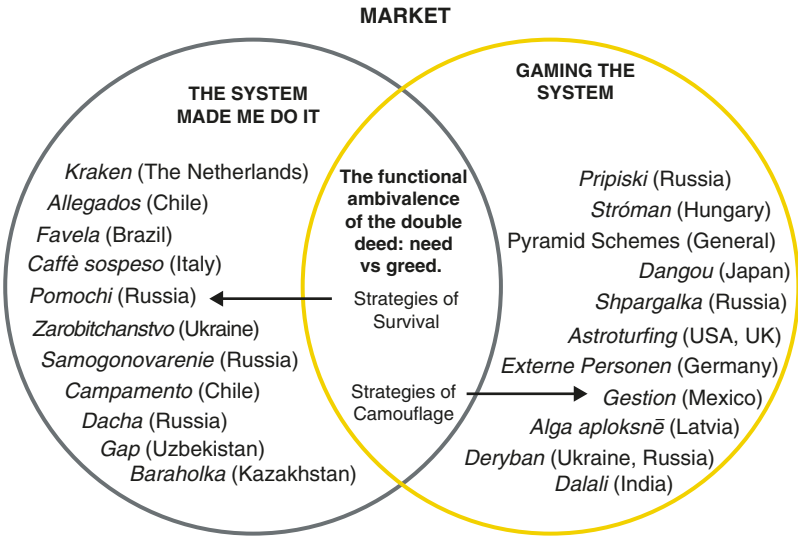 MARKET
THE SYSTEM
MADE ME DO IT
Kraken (The Netherlands)
Allegados (Chile)
Favela (Brazil)
Caffè sospeso (Italy)
Pomochi (Russia)
Zarobitchanstvo (Ukraine)
Samogonovarenie (Russia)
Campamento (Chile)
Dacha (Russia)
Gap (Uzbekistan)
Baraholka (Kazakhstan)
The functional
ambivalence
of the double
deed: need
vs greed.
Strategies of
Survival
Strategies of
Camouflage
GAMING THE
SYSTEM
Pripiski (Russia)
Stróman (Hungary)
Pyramid Schemes (General)
Dangou (Japan)
Shpargalka (Russia)
Astroturfing (USA, UK)
Externe Personen (Germany)
Gestion (Mexico)
Alga aploksnē (Latvia)
Deryban (Ukraine, Russia)
Dalali (India)